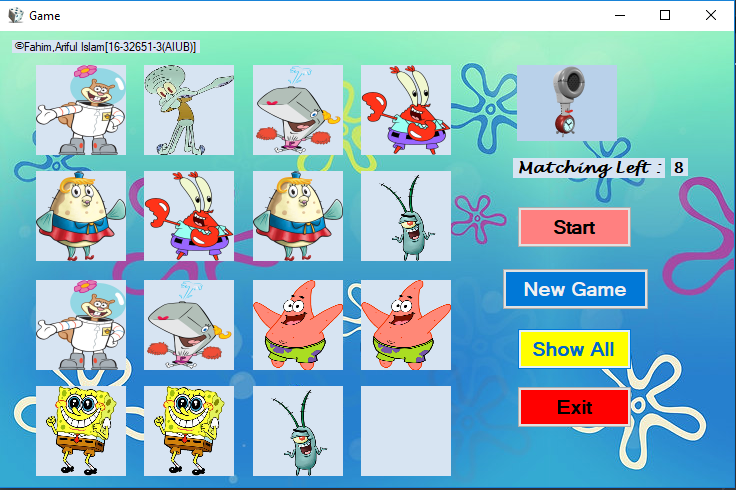 Game
©Fahim,Ariful Islam[16-32651-3(AIUB)]
Matching Left : 8
Start
New Game
Show All
Exit